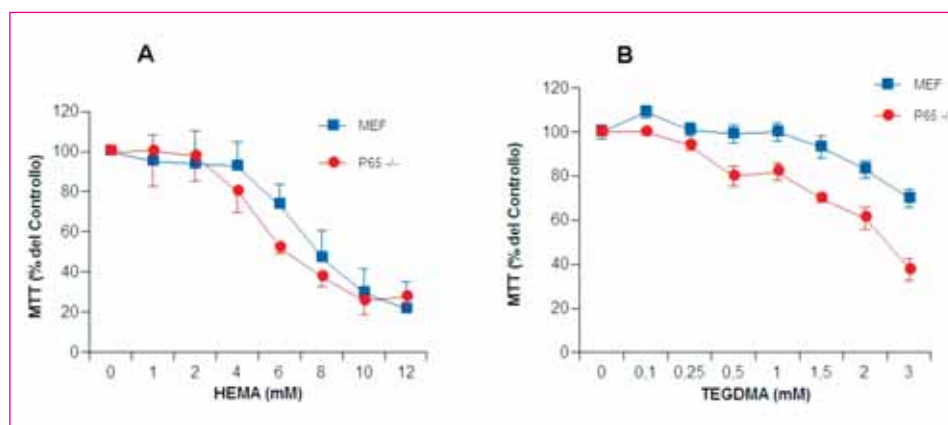 A
MTT (% del Controllo)
120
100
80
60
40
20
0
MEF
P65 -/-
0 1 2 4 6 8 10 12
HEMA (mM)
B
MTT (% del Controllo)
120
100
80
60
40
20
0
MEF
P65 -/
0 0,1 0,25 0,5 1 1,5 2 3
TEGDMA (mM)